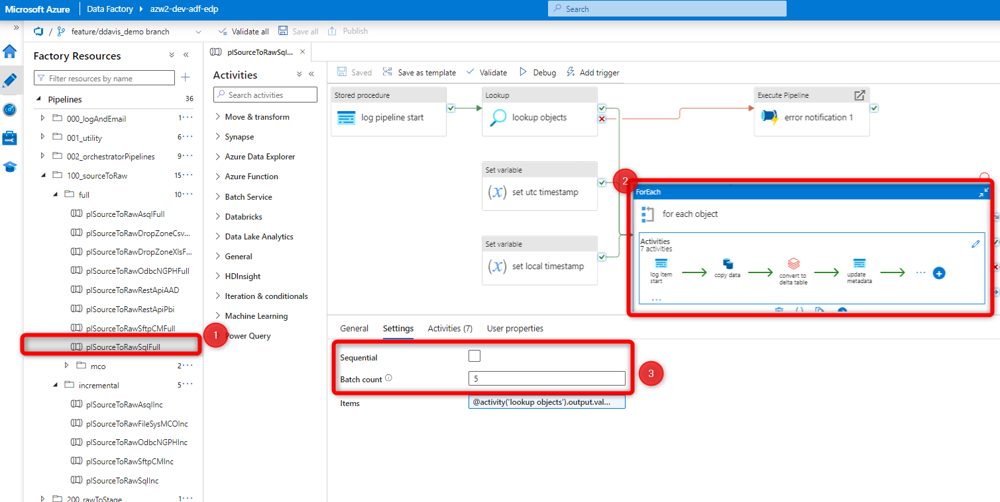 Microsoft Azure
Data Factory
azw2-dev-adf-edp
Search
feature/ddavis_demo branch
Validate all
Save all
Publish
Factory Resources
Filter resources by name
Pipelines
36
000_logAndEmail
1
001_utility
6
002_orchestratorPipelines
9
100_sourceToRaw
15
full
10
plSourceToRawAsqlFull
plSourceToRawDropZoneCsv...
plSourceToRawDropZoneXlsF...
plSourceToRawOdbcNGPHFull
plSourceToRawRestApiAAD
plSourceToRawRestApiPbi
plSourceToRawSftpCMFull
plSourceToRawSqlFull
1
mco
2
incremental
5
plSourceToRawAsqlInc
plSourceToRawFileSysMCOInc
plSourceToRawOdbcNGPHInc
plSourceToRawSftpCMInc
plSourceToRawSqlInc
200_rawToStage
1
plSourceToRawSql...
Activities
Search activities
Move & transform
Synapse
Azure Data Explorer
Azure Function
Batch Service
Databricks
Data Lake Analytics
General
HDInsight
Iteration & conditionals
Machine Learning
Power Query
Saved
Save as template
Validate
Debug
Add trigger
Stored procedure
log pipeline start
Lookup
lookup objects
Execute Pipeline
error notification 1
Set variable
(x) set utc timestamp
Set variable
(x) set local timestamp
2
ForEach
for each object
Activities
7 activities
log item
start
copy data
convert to
delta table
update
metadata
...
...
General
Settings
Activities (7)
User properties
Sequential
Batch count
5
3
Items
@activity('lookup objects').output.val...